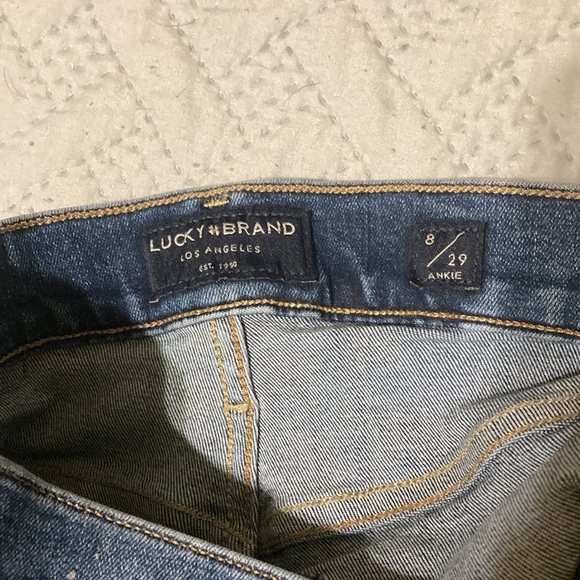 LUCKY BRAND
LOS ANGELES
EST. 1990
8/29
ANKLE